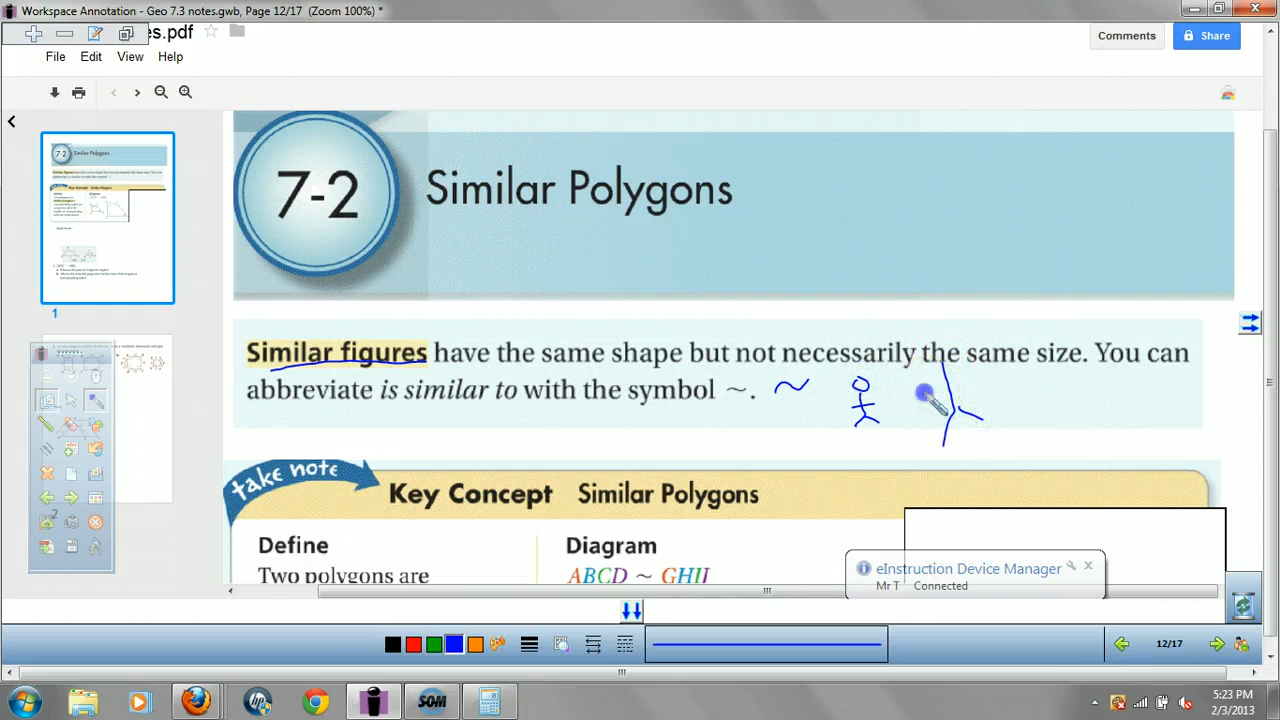 Workspace Annotation - Geo 7.3 notes.gwb, Page 12/17 (Zoom 100%) *
es.pdf
Comments
Share
File Edit View Help
7-2
Similar Polygons
1
Similar figures have the same shape but not necessarily the same size. You can
abbreviate is similar to with the symbol ~. ~
take note
Key Concept Similar Polygons
Define
Diagram
Two polygons are
ABCD ~ GHIJ
eInstruction Device Manager
Mr T Connected
12/17
SOM
5:23 PM
2/3/2013